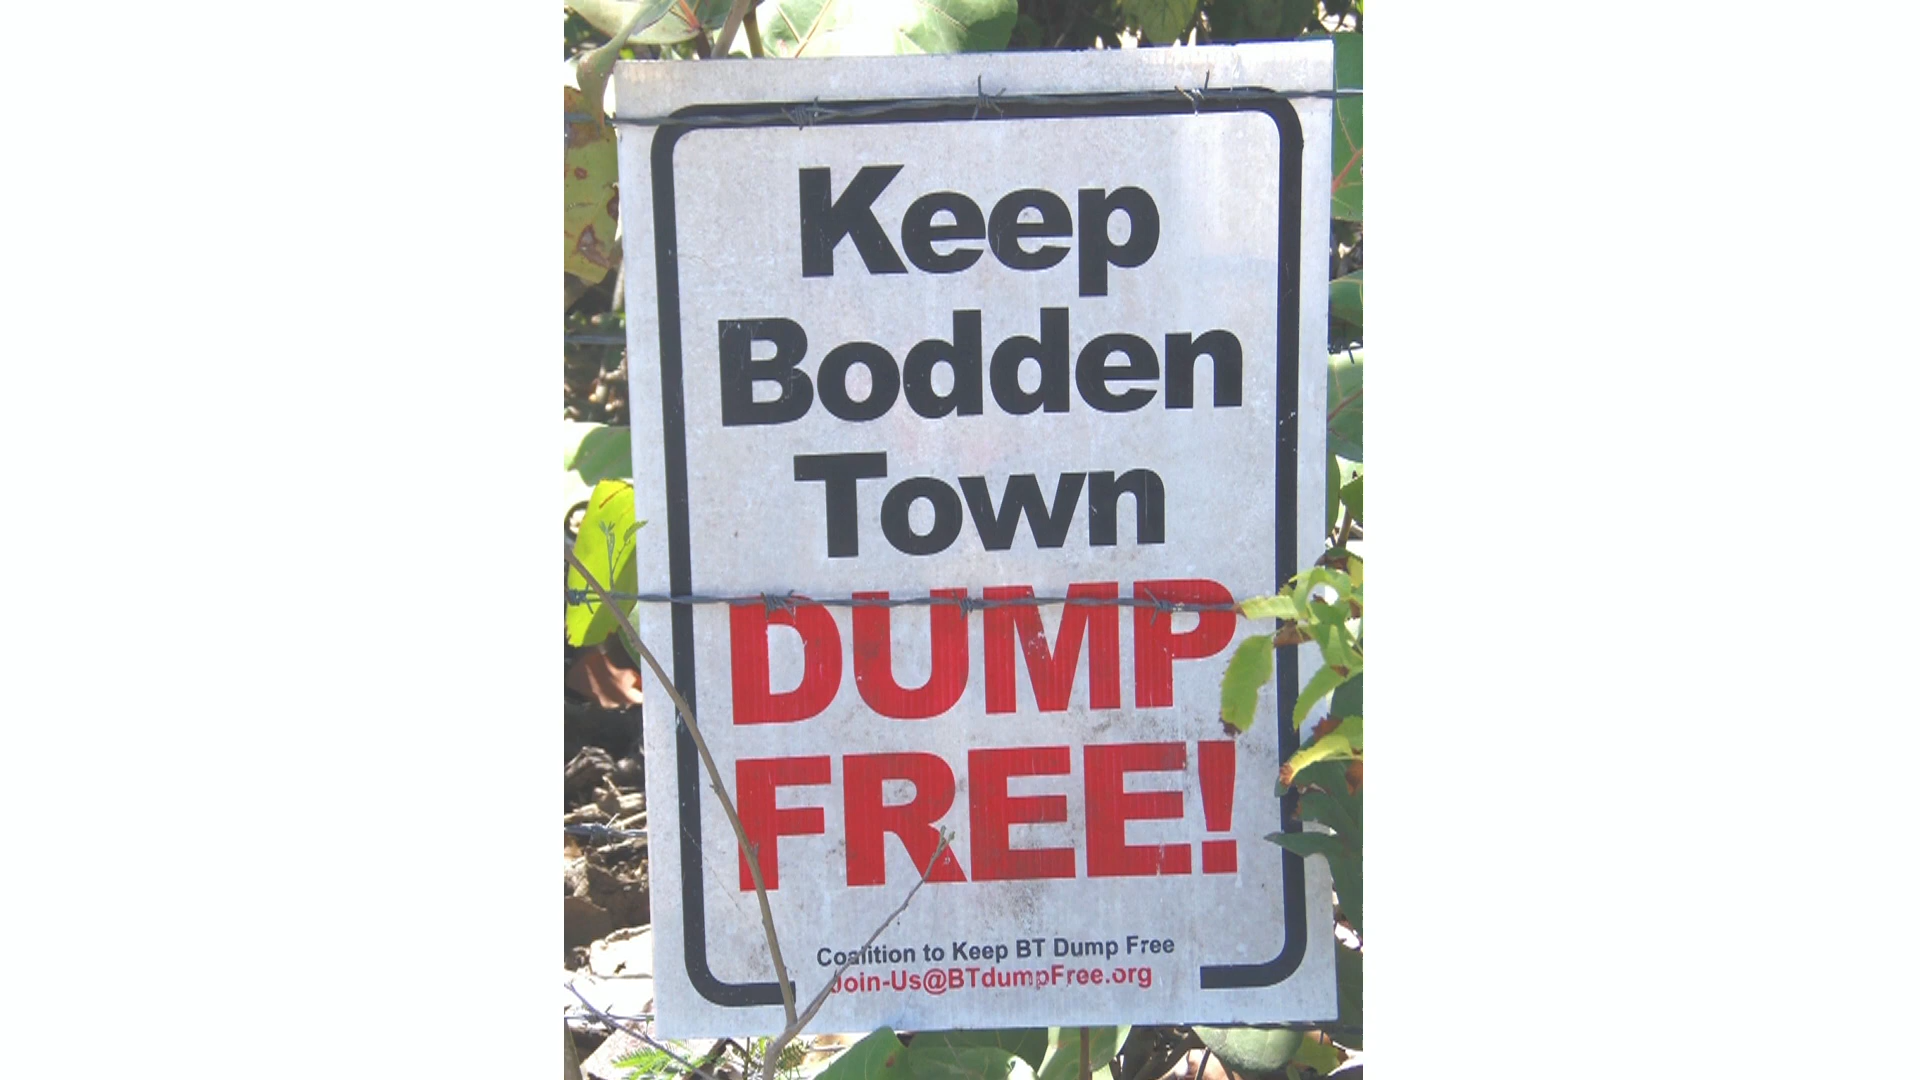 Keep
Bodden
Town
DUMP
FREE!
Coalition to Keep BT Dump Free
Join-Us@BTdumpFree.org